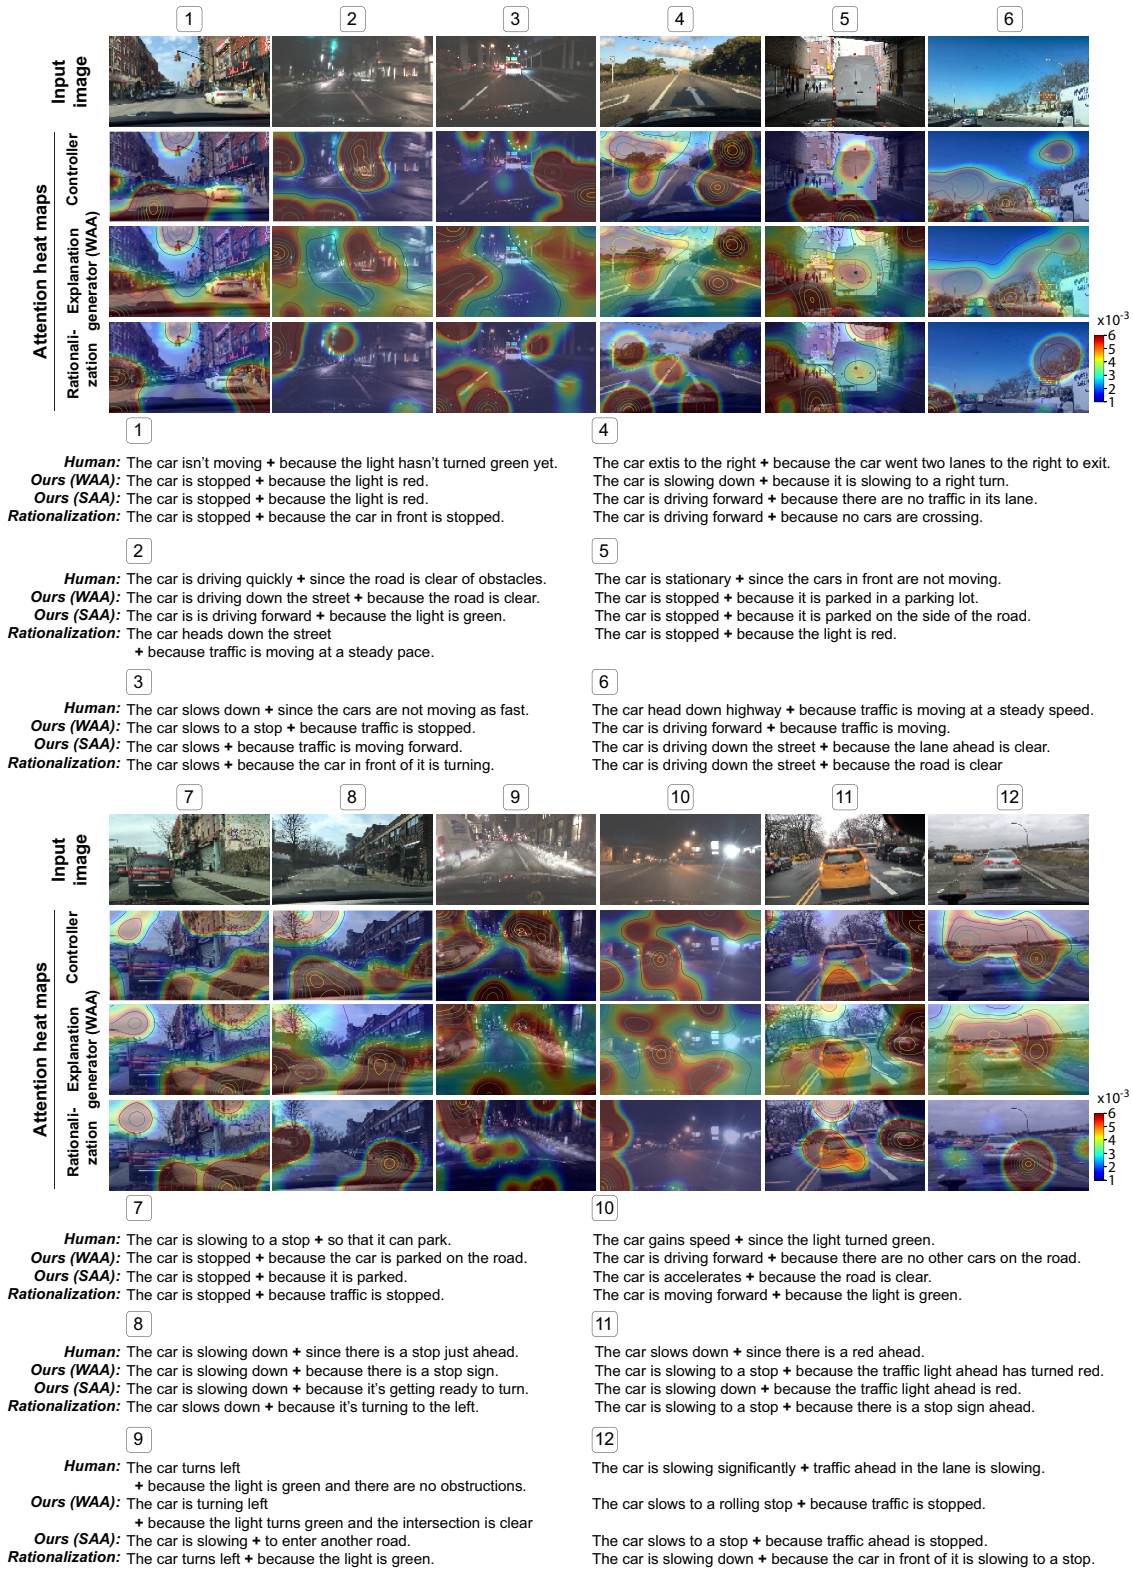 1 2 3 4 5 6
Input image
Attention heat maps
Controller
Explanation generator (WAA)
Rationali-zation
x10-3
6
5
4
3
2
1
1
Human: The car isn't moving + because the light hasn't turned green yet.
Ours (WAA): The car is stopped + because the light is red.
Ours (SAA): The car is stopped + because the light is red.
Rationalization: The car is stopped + because the car in front is stopped.
4
The car extis to the right + because the car went two lanes to the right to exit.
The car is slowing down + because it is slowing to a right turn.
The car is driving forward + because there are no traffic in its lane.
The car is driving forward + because no cars are crossing.
2
Human: The car is driving quickly + since the road is clear of obstacles.
Ours (WAA): The car is driving down the street + because the road is clear.
Ours (SAA): The car is is driving forward + because the light is green.
Rationalization: The car heads down the street
+ because traffic is moving at a steady pace.
5
The car is stationary + since the cars in front are not moving.
The car is stopped + because it is parked in a parking lot.
The car is stopped + because it is parked on the side of the road.
The car is stopped + because the light is red.
3
Human: The car slows down + since the cars are not moving as fast.
Ours (WAA): The car slows to a stop + because traffic is stopped.
Ours (SAA): The car slows + because traffic is moving forward.
Rationalization: The car slows + because the car in front of it is turning.
6
The car head down highway + because traffic is moving at a steady speed.
The car is driving forward + because traffic is moving.
The car is driving down the street + because the lane ahead is clear.
The car is driving down the street + because the road is clear
7 8 9 10 11 12
Input image
Attention heat maps
Controller
Explanation generator (WAA)
Rationali-zation
x10-3
6
5
4
3
2
1
7
Human: The car is slowing to a stop + so that it can park.
Ours (WAA): The car is stopped + because the car is parked on the road.
Ours (SAA): The car is stopped + because it is parked.
Rationalization: The car is stopped + because traffic is stopped.
10
The car gains speed + since the light turned green.
The car is driving forward + because there are no other cars on the road.
The car is accelerates + because the road is clear.
The car is moving forward + because the light is green.
8
Human: The car is slowing down + since there is a stop just ahead.
Ours (WAA): The car is slowing down + because there is a stop sign.
Ours (SAA): The car is slowing down + because it's getting ready to turn.
Rationalization: The car slows down + because it's turning to the left.
11
The car slows down + since there is a red ahead.
The car is slowing to a stop + because the traffic light ahead has turned red.
The car is slowing down + because the traffic light ahead is red.
The car is slowing to a stop + because there is a stop sign ahead.
9
Human: The car turns left
+ because the light is green and there are no obstructions.
Ours (WAA): The car is turning left
+ because the light turns green and the intersection is clear
Ours (SAA): The car is slowing + to enter another road.
Rationalization: The car turns left + because the light is green.
12
The car is slowing significantly + traffic ahead in the lane is slowing.
The car slows to a rolling stop + because traffic is stopped.
The car slows to a stop + because traffic ahead is stopped.
The car is slowing down + because the car in front of it is slowing to a stop.